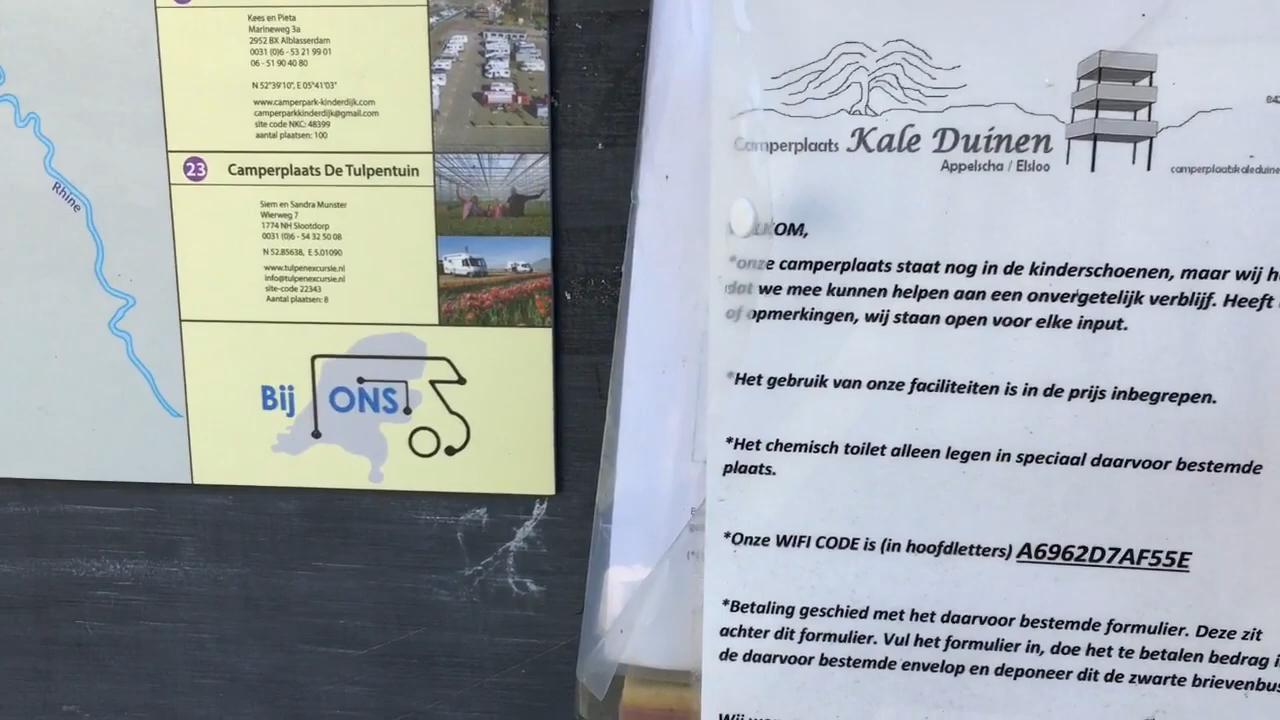 Kees en Pieta
Marineweg 3a
2952 BX Alblasserdam
0031 (0)6 - 53 21 99 01
06 - 51 90 40 80
N 52°39'10", E 05°41'03"
www.camperpark-kinderdijk.com
camperparkkinderdijk@gmail.com
site code NKC: 48399
aantal plaatsen: 100
23 Camperplaats De Tulpentuin
Siem en Sandra Munster
Wierweg 7
1774 NH Slootdorp
0031 (0)6 - 54 32 50 08
N 52.85638, E 5.01090
www.tulpenexcursie.nl
info@tulpenexcursie.nl
site-code 22343
Aantal plaatsen: 8
Rhine
Bij ONS
Camperplaats Kale Duinen
Appelscha / Elsloo
KOM,
*onze camperplaats staat nog in de kinderschoenen, maar wij
dat we mee kunnen helpen aan een onvergetelijk verblijf. Heeft
of opmerkingen, wij staan open voor elke input.
*Het gebruik van onze faciliteiten is in de prijs inbegrepen.
*Het chemisch toilet alleen legen in speciaal daarvoor bestemde
plaats.
*Onze WIFI CODE is (in hoofdletters) A6962D7AF55E
*Betaling geschied met het daarvoor bestemde formulier. Deze zit
achter dit formulier. Vul het formulier in, doe het te betalen bedrag
de daarvoor bestemde envelop en deponeer dit de zwarte brievenbus